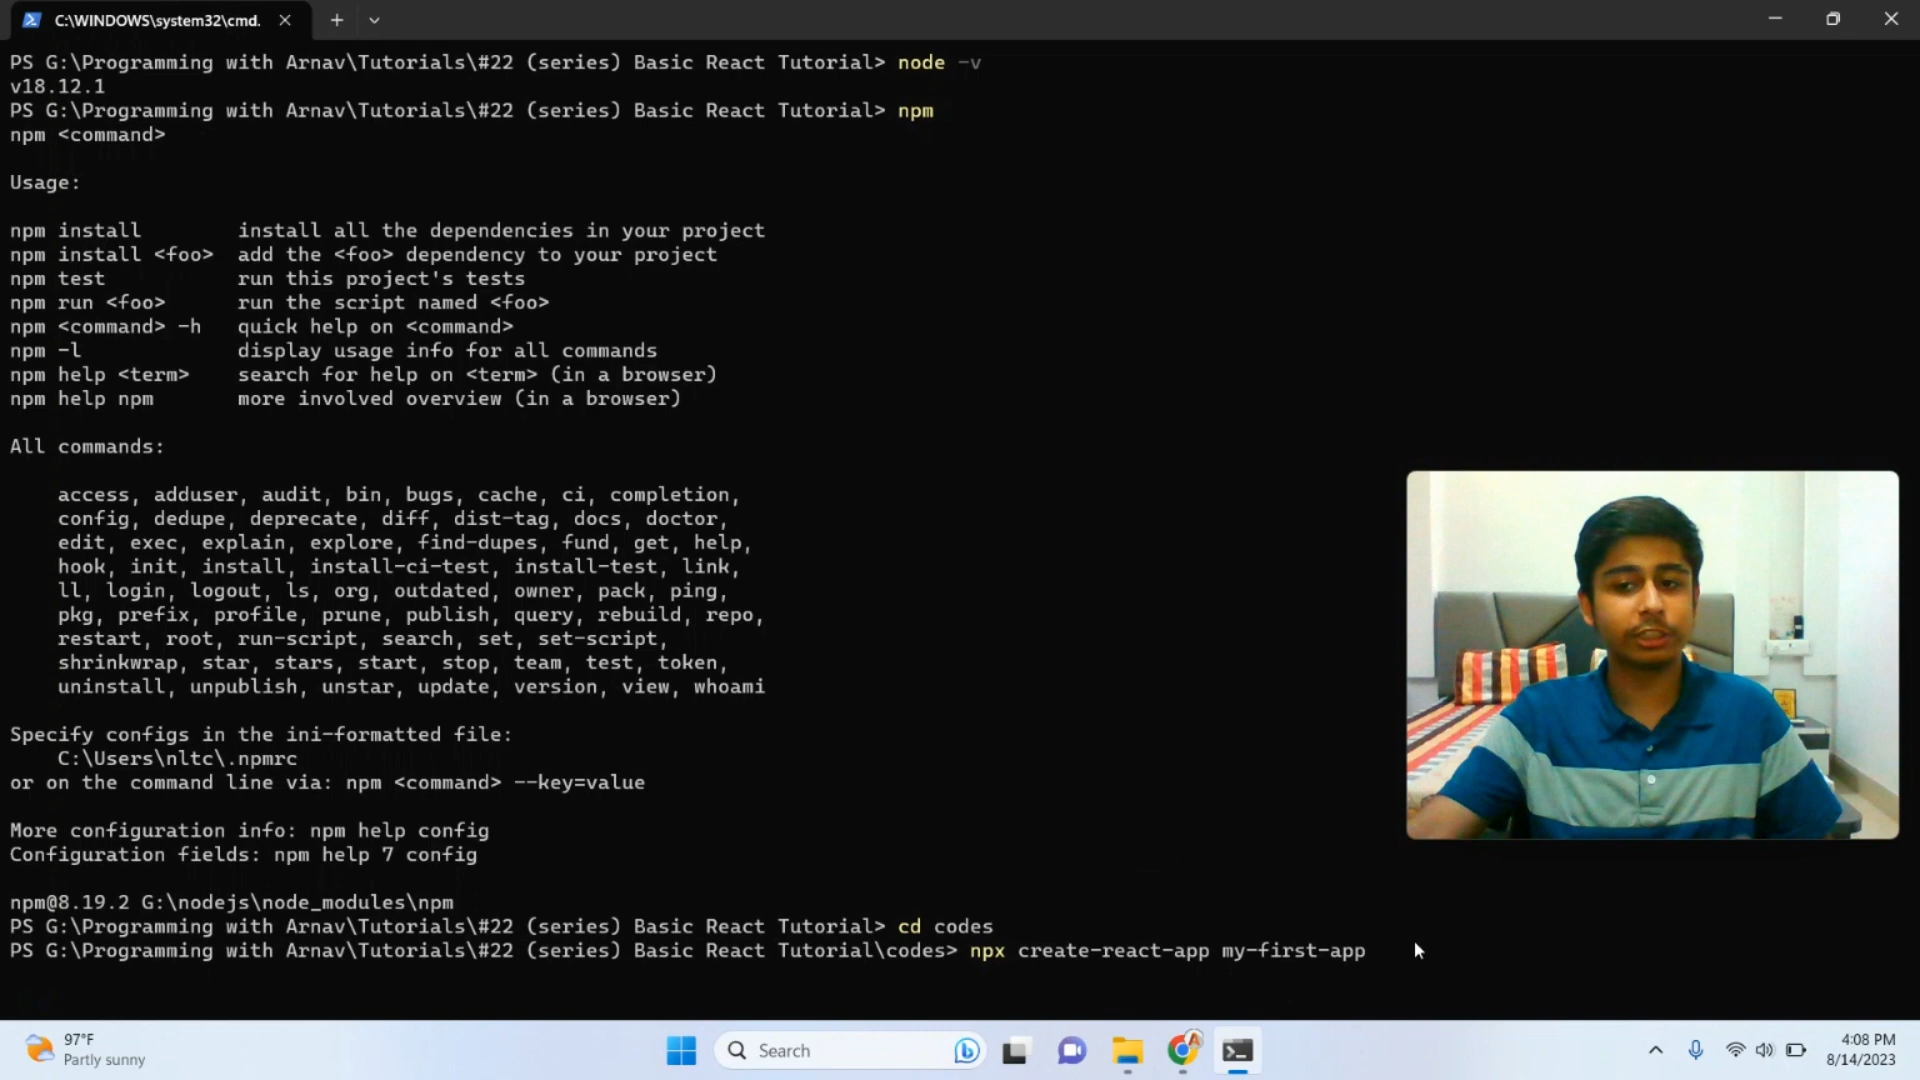 C:\WINDOWS\system32\cmd.
PS G:\Programming with Arnav\Tutorials\#22 (series) Basic React Tutorial> node -v
v18.12.1
PS G:\Programming with Arnav\Tutorials\#22 (series) Basic React Tutorial> npm
npm <command>
Usage:
npm install        install all the dependencies in your project
npm install <foo>  add the <foo> dependency to your project
npm test           run this project's tests
npm run <foo>      run the script named <foo>
npm <command> -h   quick help on <command>
npm -l             display usage info for all commands
npm help <term>    search for help on <term> (in a browser)
npm help npm       more involved overview (in a browser)
All commands:
access, adduser, audit, bin, bugs, cache, ci, completion,
config, dedupe, deprecate, diff, dist-tag, docs, doctor,
edit, exec, explain, explore, find-dupes, fund, get, help,
hook, init, install, install-ci-test, install-test, link,
ll, login, logout, ls, org, outdated, owner, pack, ping,
pkg, prefix, profile, prune, publish, query, rebuild, repo,
restart, root, run-script, search, set, set-script,
shrinkwrap, star, stars, start, stop, team, test, token,
uninstall, unpublish, unstar, update, version, view, whoami
Specify configs in the ini-formatted file:
C:\Users\nltc\.npmrc
or on the command line via: npm <command> --key=value
More configuration info: npm help config
Configuration fields: npm help 7 config
npm@8.19.2 G:\nodejs\node_modules\npm
PS G:\Programming with Arnav\Tutorials\#22 (series) Basic React Tutorial> cd codes
PS G:\Programming with Arnav\Tutorials\#22 (series) Basic React Tutorial\codes> npx create-react-app my-first-app
97°F
Partly sunny
Search
4:08 PM
8/14/2023